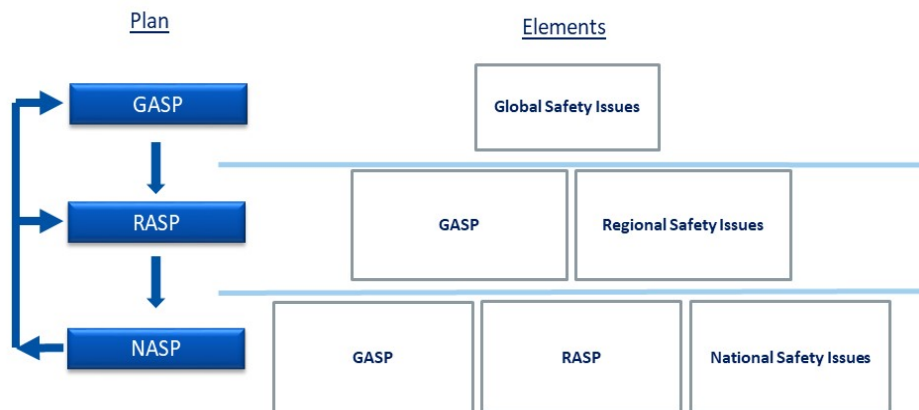 Plan
Elements
GASP
Global Safety Issues
RASP
GASP
Regional Safety Issues
NASP
GASP
RASP
National Safety Issues